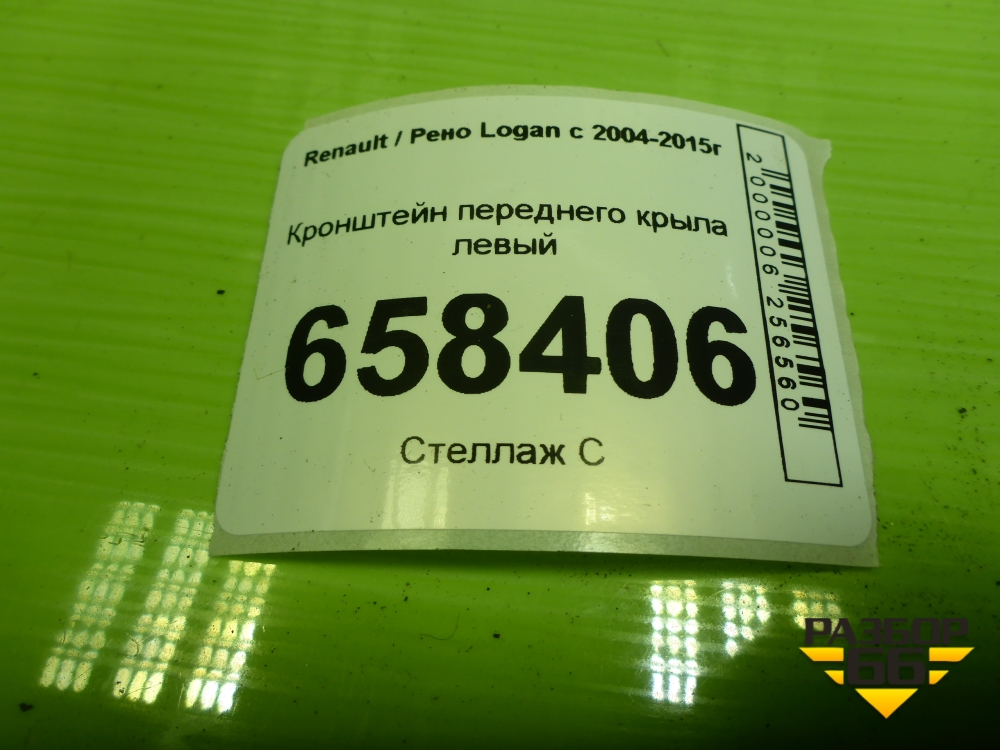 Renault / Рено Logan с 2004-2015г
Кронштейн переднего крыла
левый
658406
Стеллаж С
2000006256560
РАЗБОР
66